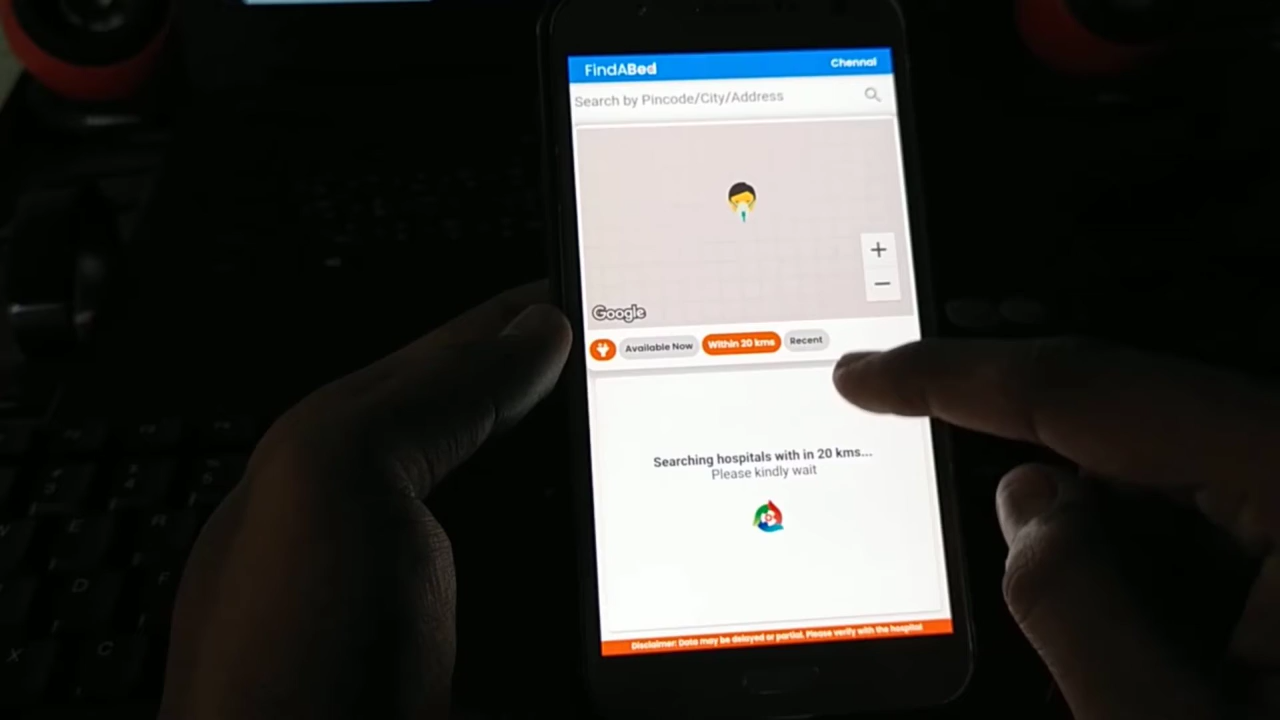 FindABed
Chennai
Search by Pincode/City/Address
+
−
Google
Available Now
Within 20 kms
Recent
Searching hospitals with in 20 kms...
Please kindly wait
Disclaimer: Data may be delayed or partial. Please verify with the hospital
X
C
D
E
R
F